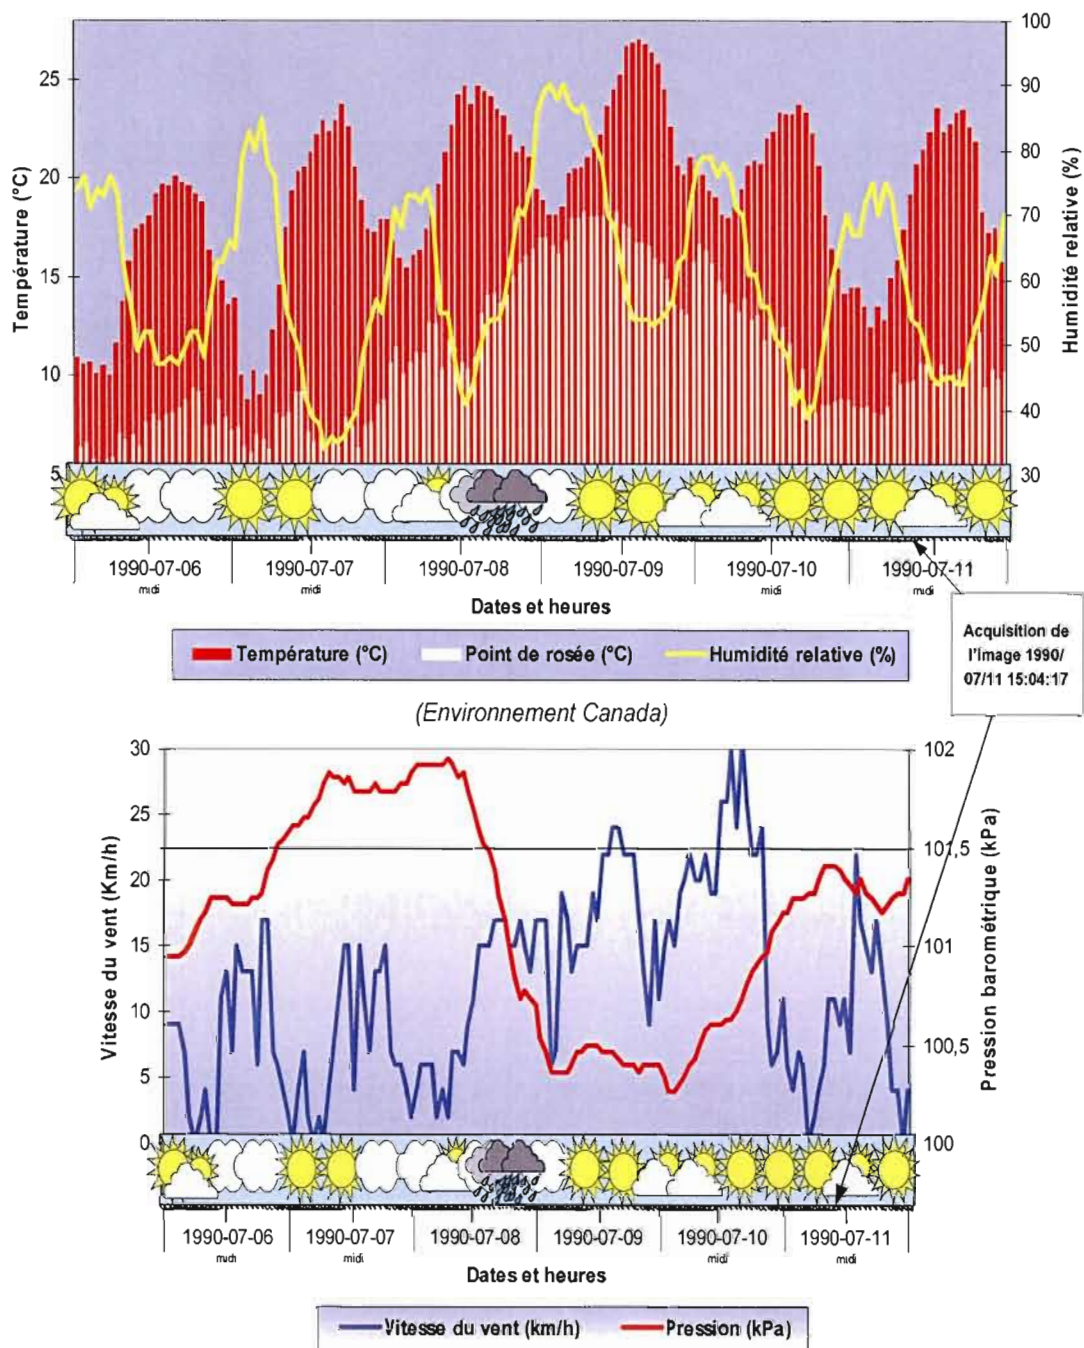 100
90
80
70
60
50
40
30
25
20
15
10
5
Température (°C)
Humidité relative (%)
1990-07-06
midi
1990-07-07
midi
1990-07-08
1990-07-09
1990-07-10
midi
1990-07-11
midi
Dates et heures
Température (°C)
Point de rosée (°C)
Humidité relative (%)
Acquisition de
l'image 1990/
07/11 15:04:17
(Environnement Canada)
30
25
20
15
10
5
0
Vitesse du vent (Km/h)
102
101,5
101
100,5
100
Pression barométrique (kPa)
1990-07-06
midi
1990-07-07
midi
1990-07-08
1990-07-09
1990-07-10
midi
1990-07-11
midi
Dates et heures
Vitesse du vent (km/h)
Pression (kPa)